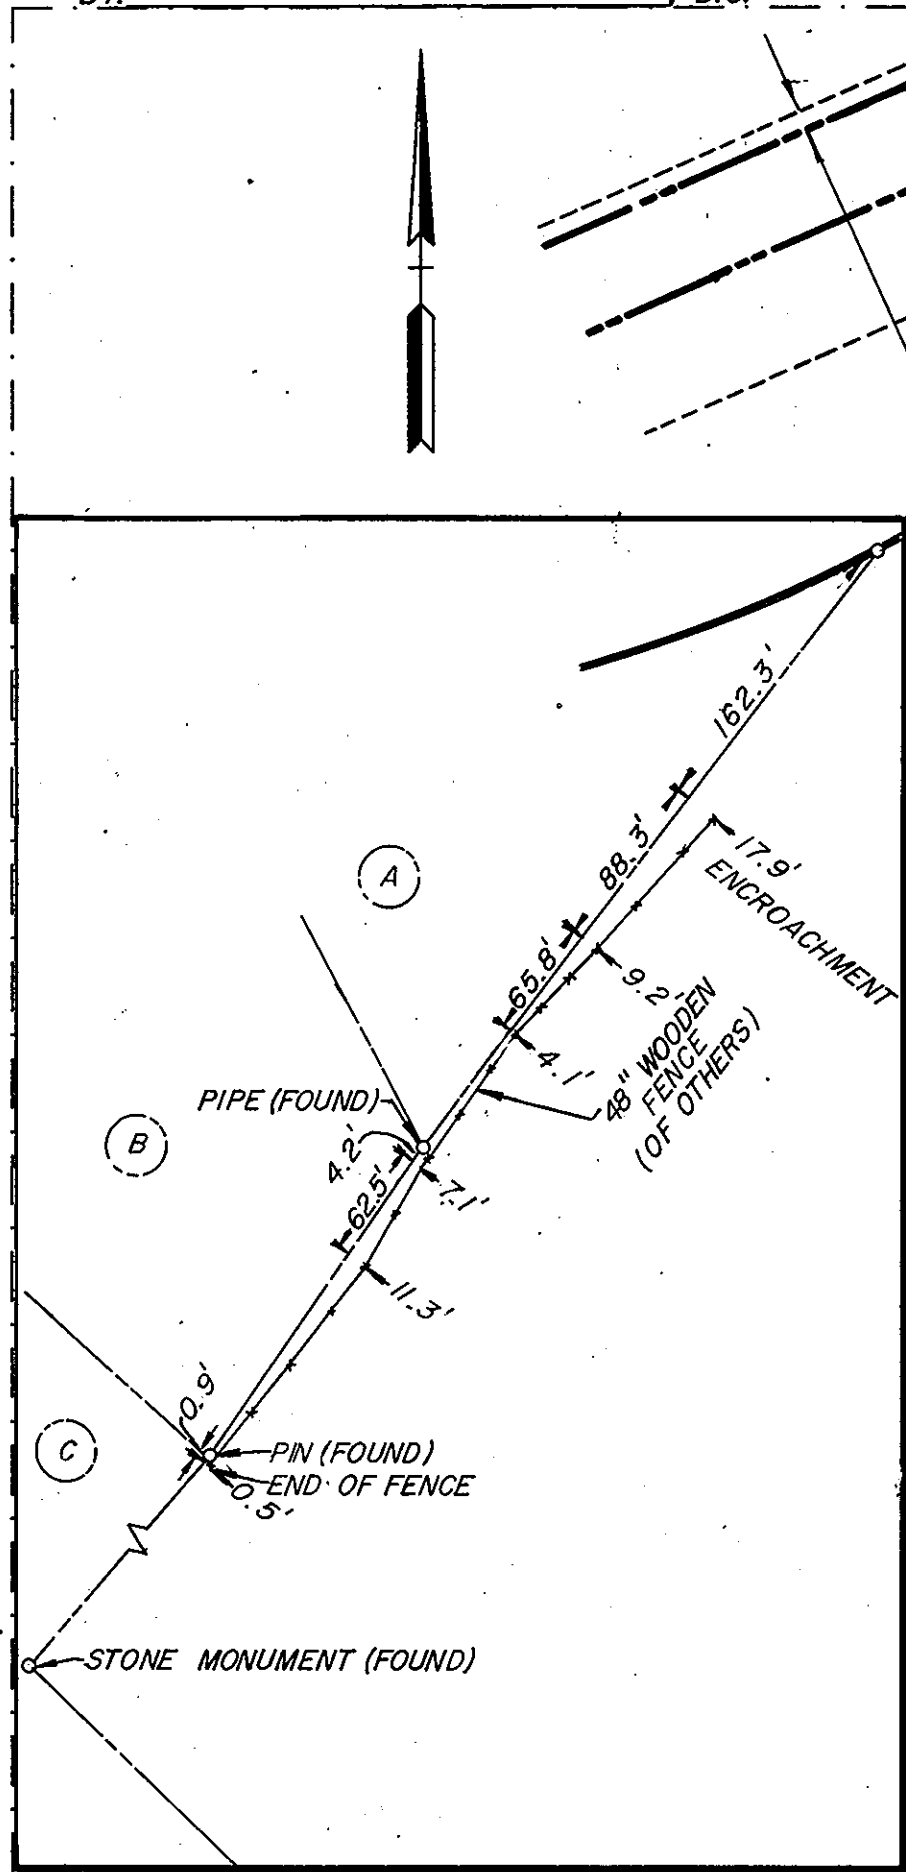 162.3'
88.3'
17.9'
ENCROACHMENT
A
65.8'
9.2'
48" WOODEN
FENCE
(OF OTHERS)
4.1'
PIPE (FOUND)
B
4.2'
62.5'
7.1'
11.3'
0.9'
C
PIN (FOUND)
END OF FENCE
0.5'
STONE MONUMENT (FOUND)